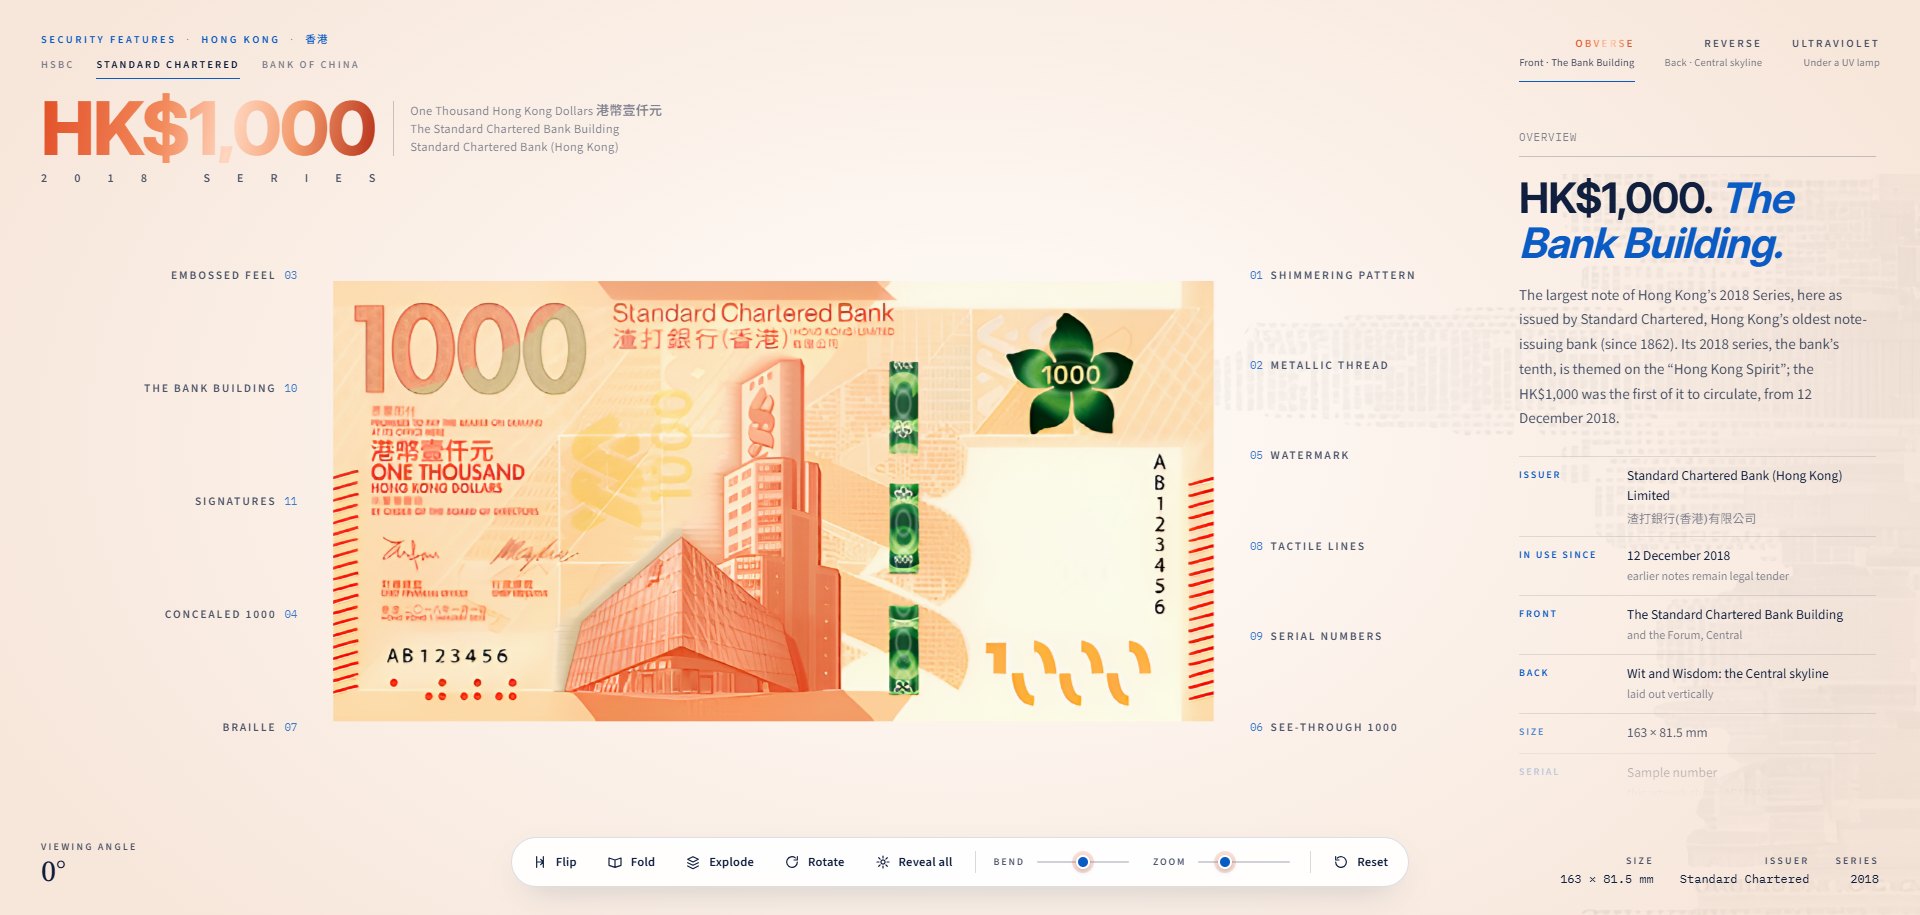 SECURITY FEATURES · HONG KONG · 香港
HSBC STANDARD CHARTERED BANK OF CHINA
HK$1,000
2018 SERIES
One Thousand Hong Kong Dollars 港幣壹仟元
The Standard Chartered Bank Building
Standard Chartered Bank (Hong Kong)
OBVERSE
Front · The Bank Building
REVERSE
Back · Central skyline
ULTRAVIOLET
Under a UV lamp
EMBOSSED FEEL 03
THE BANK BUILDING 10
SIGNATURES 11
CONCEALED 1000 04
BRAILLE 07
1000
Standard Chartered Bank
渣打銀行(香港)有限公司
HONG KONG LIMITED
港幣壹仟元
ONE THOUSAND
HONG KONG DOLLARS
AB123456
1000
1000
AB123456
01 SHIMMERING PATTERN
02 METALLIC THREAD
05 WATERMARK
08 TACTILE LINES
09 SERIAL NUMBERS
06 SEE-THROUGH 1000
OVERVIEW
HK$1,000. The
Bank Building.
The largest note of Hong Kong’s 2018 Series, here as
issued by Standard Chartered, Hong Kong’s oldest note-
issuing bank (since 1862). Its 2018 series, the bank’s
tenth, is themed on the “Hong Kong Spirit”; the
HK$1,000 was the first of it to circulate, from 12
December 2018.
ISSUER Standard Chartered Bank (Hong Kong)
Limited
渣打銀行(香港)有限公司
IN USE SINCE 12 December 2018
earlier notes remain legal tender
FRONT The Standard Chartered Bank Building
and the Forum, Central
BACK Wit and Wisdom: the Central skyline
laid out vertically
SIZE 163 × 81.5 mm
SERIAL Sample number
VIEWING ANGLE
0°
Flip Fold Explode Rotate Reveal all BEND ZOOM Reset
SIZE
163 × 81.5 mm
ISSUER
Standard Chartered
SERIES
2018